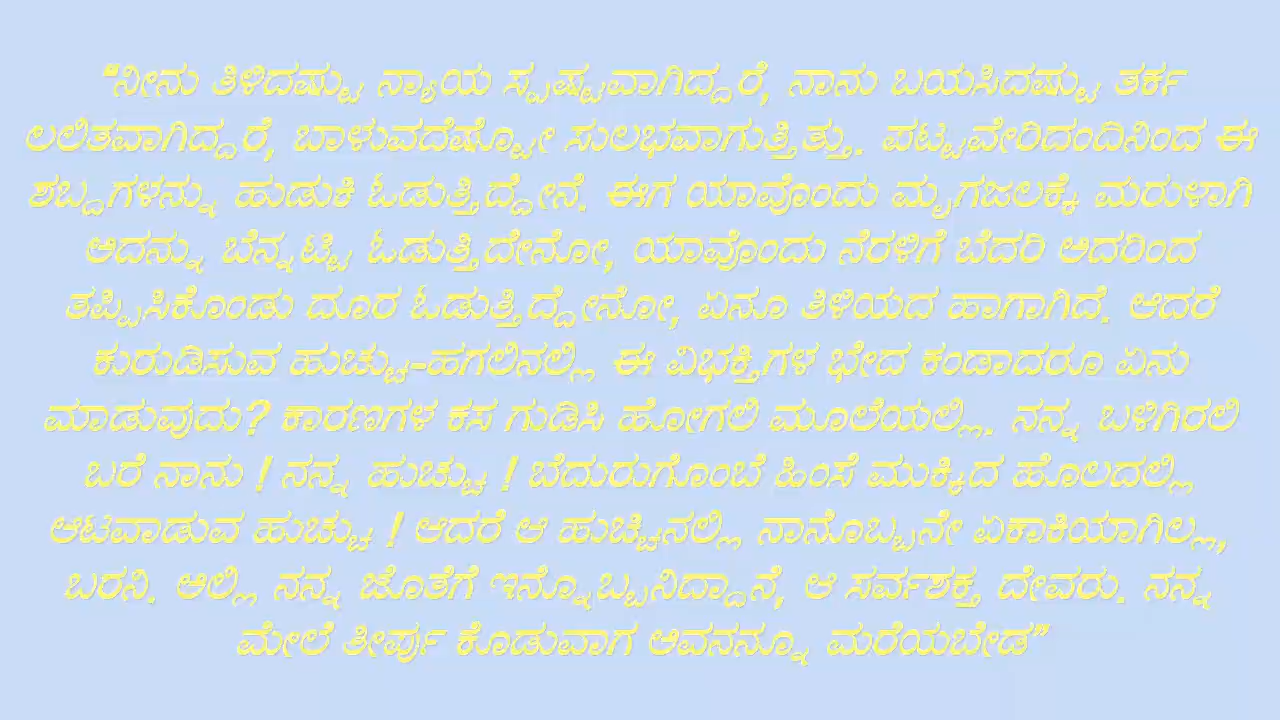 “ನೀನು ತಿಳಿದಷ್ಟು ನ್ಯಾಯ ಸ್ಪಷ್ಟವಾಗಿದ್ದರೆ, ನಾನು ಬಯಸಿದಷ್ಟು ತರ್ಕ
ಲಲಿತವಾಗಿದ್ದರೆ, ಬಾಳುವದೆಷ್ಟೋ ಸುಲಭವಾಗುತ್ತಿತ್ತು. ಪಟ್ಟವೇರಿದಂದಿನಿಂದ ಈ
ಶಬ್ದಗಳನ್ನು ಹುಡುಕಿ ಓಡುತ್ತಿದ್ದೇನೆ. ಈಗ ಯಾವೊಂದು ಮೃಗಜಲಕ್ಕೆ ಮರುಳಾಗಿ
ಅದನ್ನು ಬೆನ್ನಟ್ಟಿ ಓಡುತ್ತಿದೇನೋ, ಯಾವೊಂದು ನೆರಳಿಗೆ ಬೆದರಿ ಅದರಿಂದ
ತಪ್ಪಿಸಿಕೊಂಡು ದೂರ ಓಡುತ್ತಿದ್ದೇನೋ, ಏನೂ ತಿಳಿಯದ ಹಾಗಾಗಿದೆ. ಆದರೆ
ಕುರುಡಿಸುವ ಹುಚ್ಚು-ಹಗಲಿನಲ್ಲಿ ಈ ವಿಭಕ್ತಿಗಳ ಭೇದ ಕಂಡಾದರೂ ಏನು
ಮಾಡುವುದು? ಕಾರಣಗಳ ಕಸ ಗುಡಿಸಿ ಹೋಗಲಿ ಮೂಲೆಯಲ್ಲಿ. ನನ್ನ ಬಳಿಗಿರಲಿ
ಬರೆ ನಾನು ! ನನ್ನ ಹುಚ್ಚು ! ಬೆದುರುಗೊಂಬೆ ಹಿಂಸೆ ಮುಕ್ಕಿದ ಹೊಲದಲ್ಲಿ
ಆಟವಾಡುವ ಹುಚ್ಚು ! ಆದರೆ ಆ ಹುಚ್ಚಿನಲ್ಲಿ ನಾನೊಬ್ಬನೇ ಏಕಾಕಿಯಾಗಿಲ್ಲ,
ಬರನಿ. ಅಲ್ಲಿ ನನ್ನ ಜೊತೆಗೆ ಇನ್ನೊಬ್ಬನಿದ್ದಾನೆ, ಆ ಸರ್ವಶಕ್ತ ದೇವರು. ನನ್ನ
ಮೇಲೆ ತೀರ್ಪು ಕೊಡುವಾಗ ಅವನನ್ನೂ ಮರೆಯಬೇಡ”